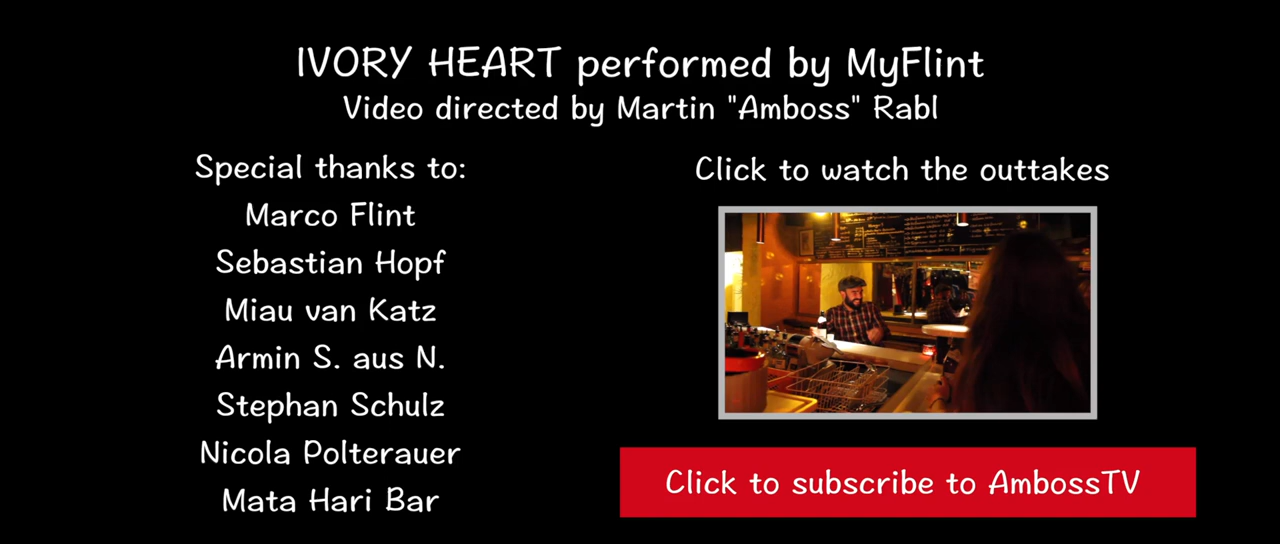 IVORY HEART performed by MyFlint
Video directed by Martin "Amboss" Rabl
Special thanks to:
Marco Flint
Sebastian Hopf
Miau van Katz
Armin S. aus N.
Stephan Schulz
Nicola Polterauer
Mata Hari Bar
Click to watch the outtakes
Click to subscribe to AmbossTV